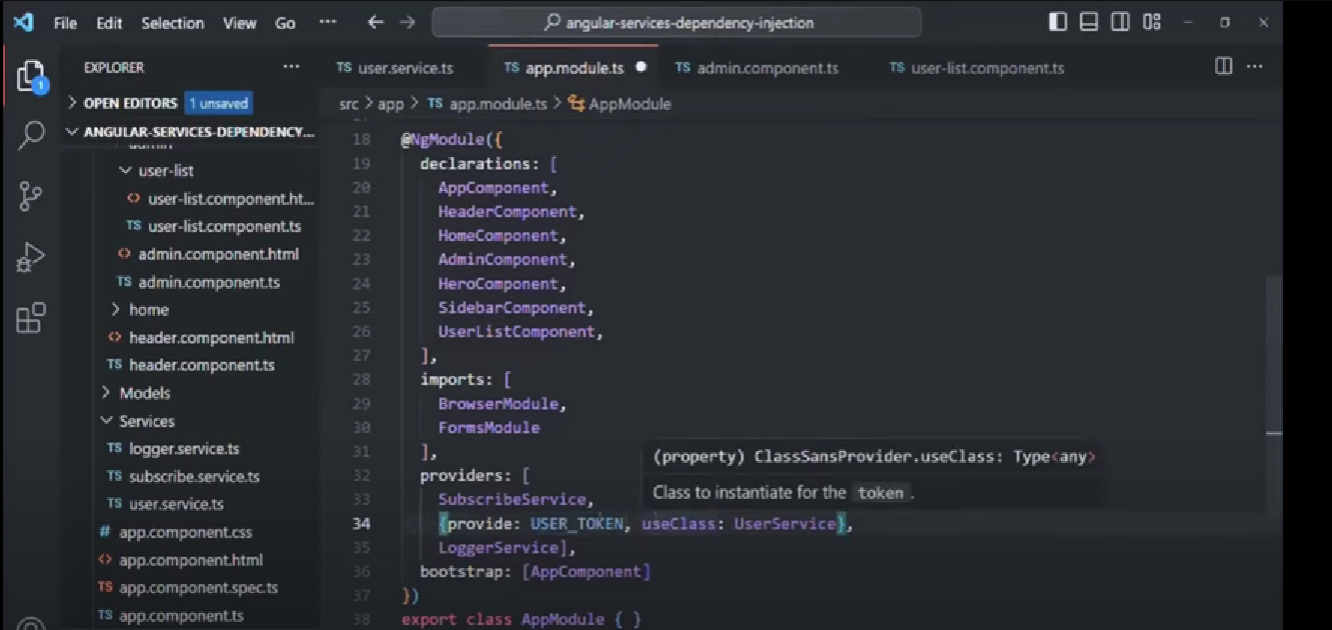 File Edit Selection View Go ··· angular-services-dependency-injection
EXPLORER ···
1
OPEN EDITORS 1 unsaved
ANGULAR-SERVICES-DEPENDENCY...
admin
user-list
<> user-list.component.ht...
TS user-list.component.ts
<> admin.component.html
TS admin.component.ts
home
<> header.component.html
TS header.component.ts
Models
Services
TS logger.service.ts
TS subscribe.service.ts
TS user.service.ts
# app.component.css
<> app.component.html
TS app.component.spec.ts
TS app.component.ts
TS user.service.ts TS app.module.ts TS admin.component.ts TS user-list.component.ts ···
src > app > TS app.module.ts > AppModule
18 @NgModule({
19 declarations: [
20 AppComponent,
21 HeaderComponent,
22 HomeComponent,
23 AdminComponent,
24 HeroComponent,
25 SidebarComponent,
26 UserListComponent,
27 ],
28 imports: [
29 BrowserModule,
30 FormsModule
31 ],
32 providers: [
33 SubscribeService,
34 {provide: USER_TOKEN, useClass: UserService},
35 LoggerService],
36 bootstrap: [AppComponent]
37 })
38 export class AppModule { }
(property) ClassSansProvider.useClass: Type<any>
Class to instantiate for the token.